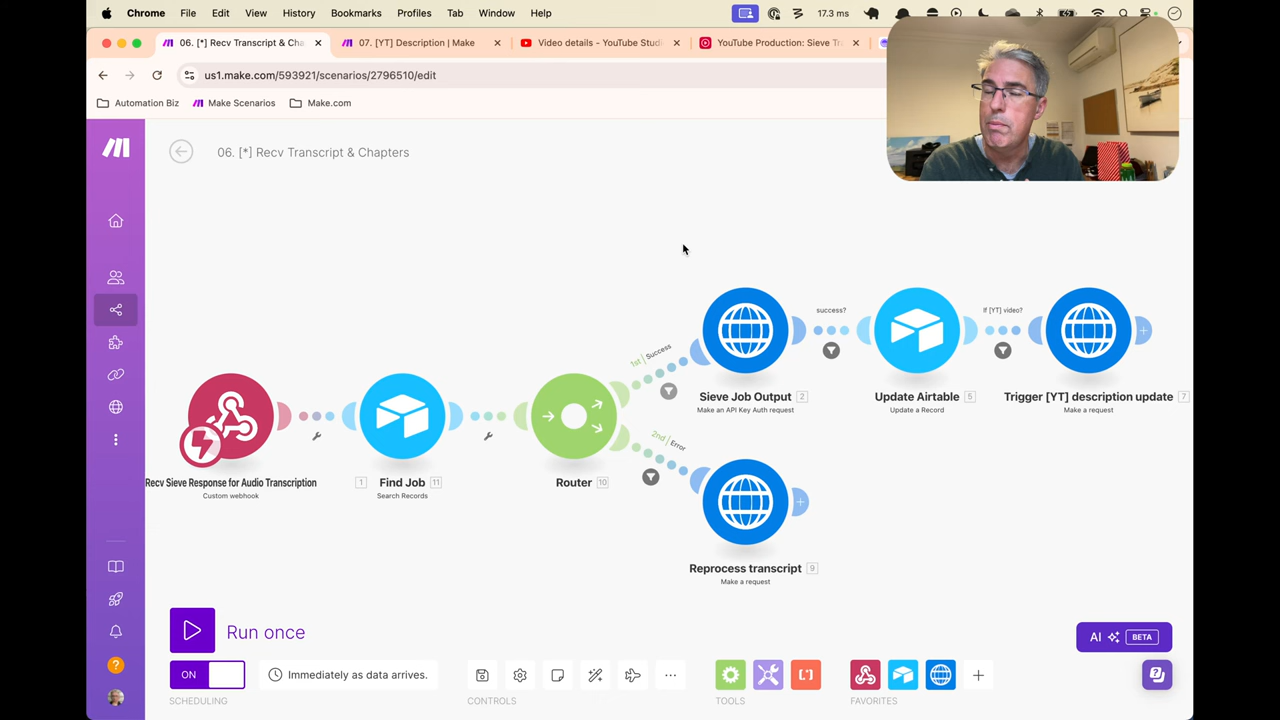 Chrome File Edit View History Bookmarks Profiles Tab Window Help 17.3 ms
06. [*] Recv Transcript & Cha
07. [YT] Description | Make
Video details - YouTube Studi
YouTube Production: Sieve Tr
us1.make.com/593921/scenarios/2796510/edit
Automation Biz
Make Scenarios
Make.com
06. [*] Recv Transcript & Chapters
success?
If [YT] video?
1st | Success
Sieve Job Output 2
Make an API Key Auth request
Update Airtable 5
Update a Record
Trigger [YT] description update 7
Make a request
2nd | Error
Recv Sieve Response for Audio Transcription 1
Custom webhook
Find Job 11
Search Records
Router 10
Reprocess transcript 9
Make a request
Run once
AI BETA
ON
Immediately as data arrives.
SCHEDULING
CONTROLS
TOOLS
FAVORITES